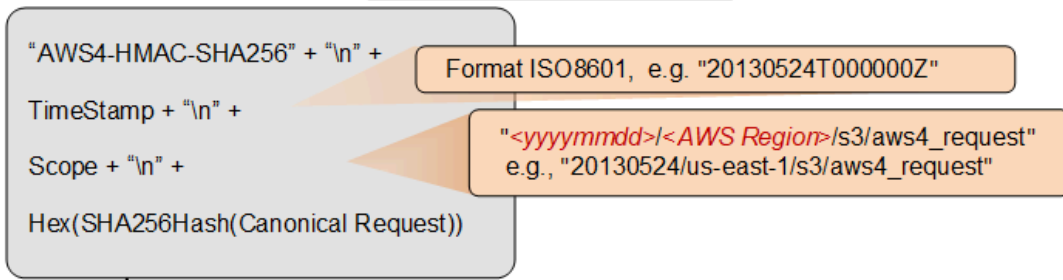 “AWS4-HMAC-SHA256” + “\n” +
Format ISO8601, e.g. "20130524T000000Z"
TimeStamp + “\n” +
"<yyyymmdd>/<AWS Region>/s3/aws4_request"
e.g., "20130524/us-east-1/s3/aws4_request"
Scope + “\n” +
Hex(SHA256Hash(Canonical Request))